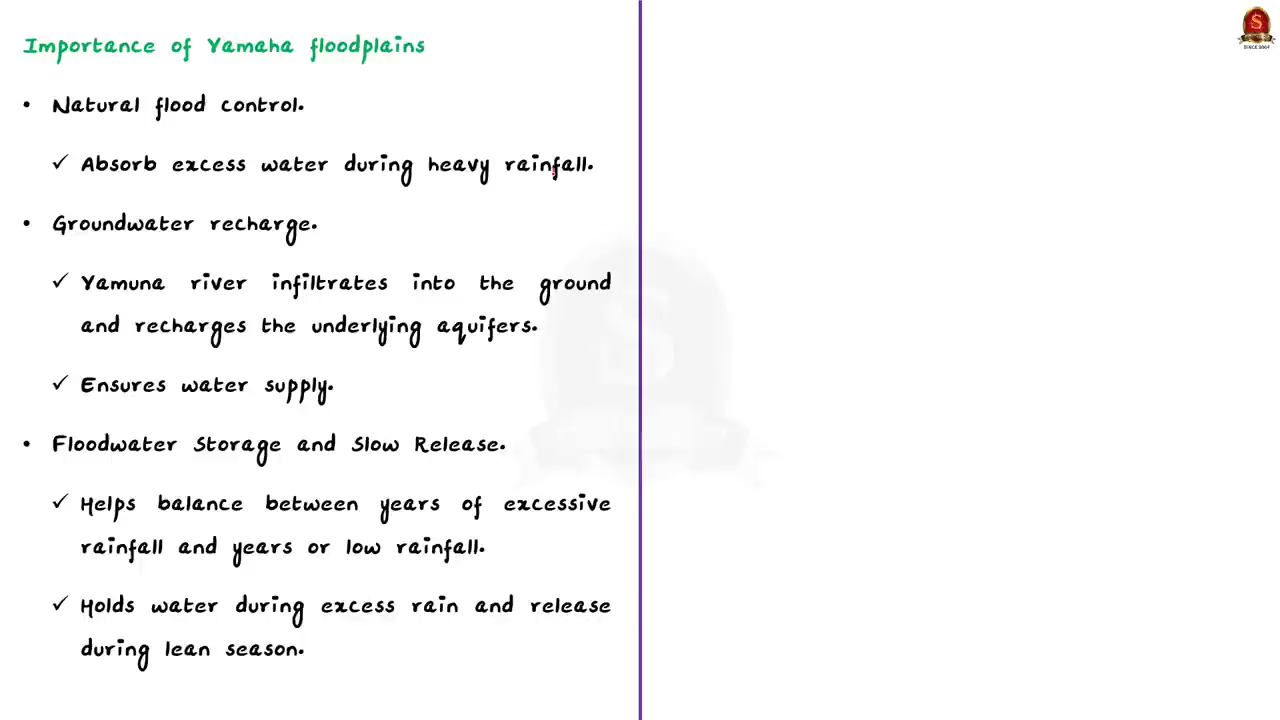 Importance of Yamaha floodplains
• Natural flood control.
✓ Absorb excess water during heavy rainfall.
• Groundwater recharge.
✓ Yamuna river infiltrates into the ground
and recharges the underlying aquifers.
✓ Ensures water supply.
• Floodwater Storage and Slow Release.
✓ Helps balance between years of excessive
rainfall and years or low rainfall.
✓ Holds water during excess rain and release
during lean season.
S
SINCE 2004